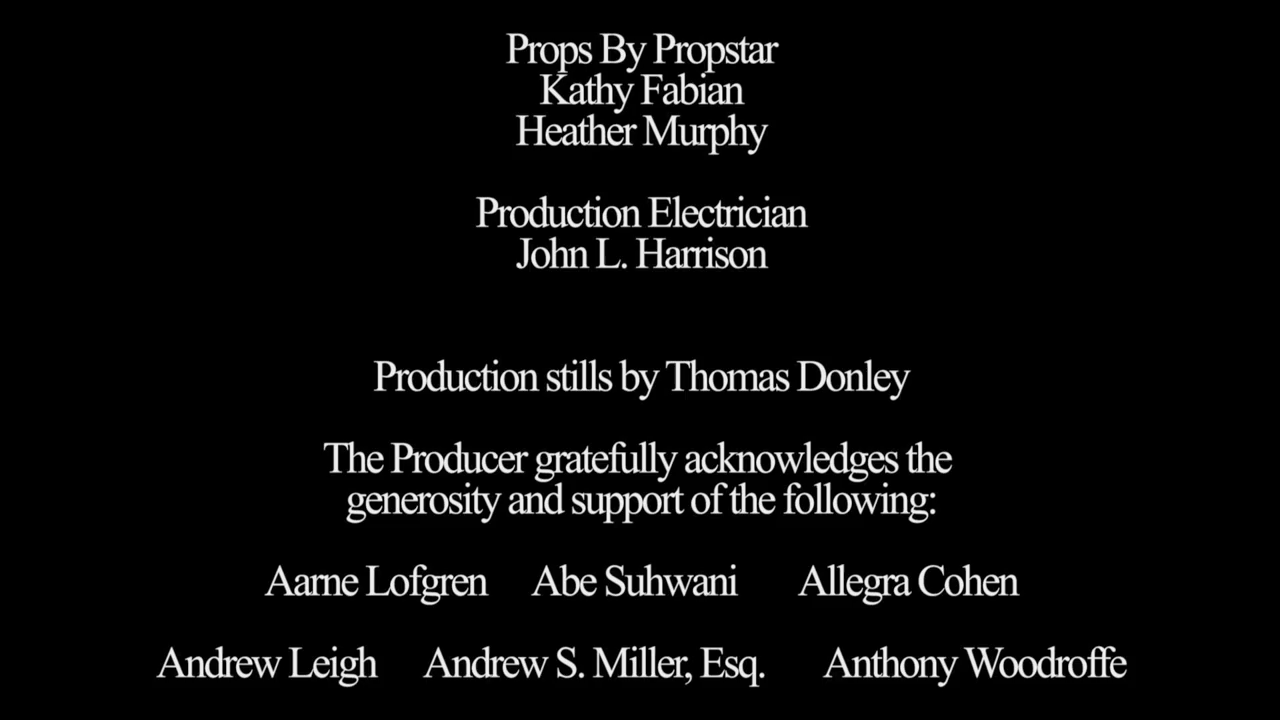 Props By Propstar
Kathy Fabian
Heather Murphy
Production Electrician
John L. Harrison
Production stills by Thomas Donley
The Producer gratefully acknowledges the
generosity and support of the following:
Aarne Lofgren Abe Suhwani Allegra Cohen
Andrew Leigh Andrew S. Miller, Esq. Anthony Woodroffe